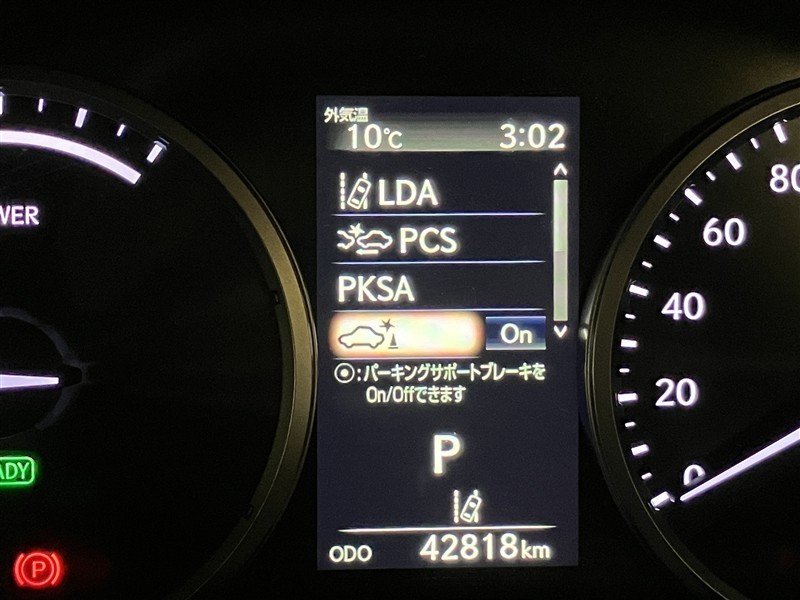 外気温
10℃ 3:02
LDA
PCS
PKSA
On
⦿:パーキングサポートブレーキを
On/Offできます
P
ODO 42818km
WER
ADY
P
80
60
40
20
0